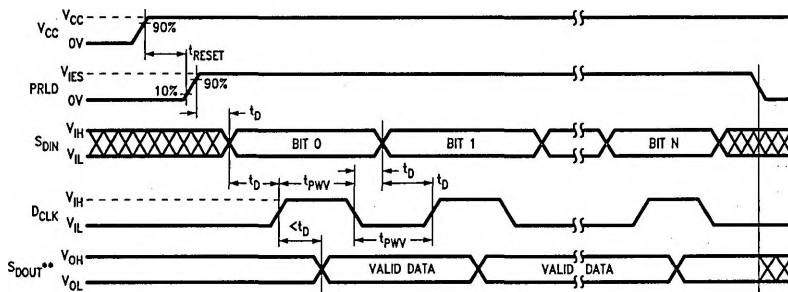 VCC
VCC
0V
90%
tRESET
PRLD
VIES
0V
10%
90%
tD
SDIN
VIH
VIL
BIT 0
BIT 1
BIT N
tD
tPWV
tD
tD
DCLK
VIH
VIL
<tD
tPWV
SDOUT**
VOH
VOL
VALID DATA
VALID DATA